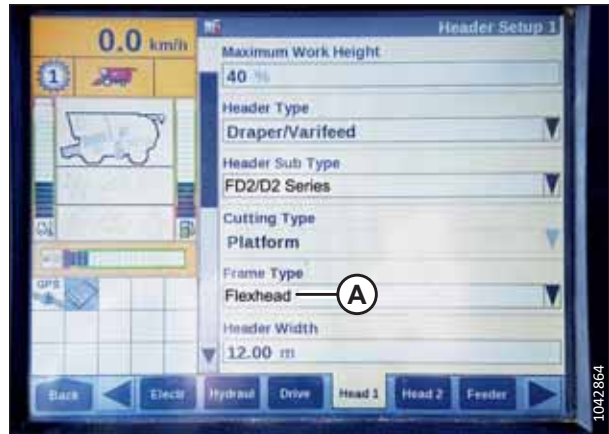 0.0 km/h
1
GPS
Header Setup 1
Maximum Work Height
40 %
Header Type
Draper/Varifeed
Header Sub Type
FD2/D2 Series
Cutting Type
Platform
Frame Type
Flexhead
A
Header Width
12.00 m
Back
Electr
Hydraul
Drive
Head 1
Head 2
Feeder
1042864